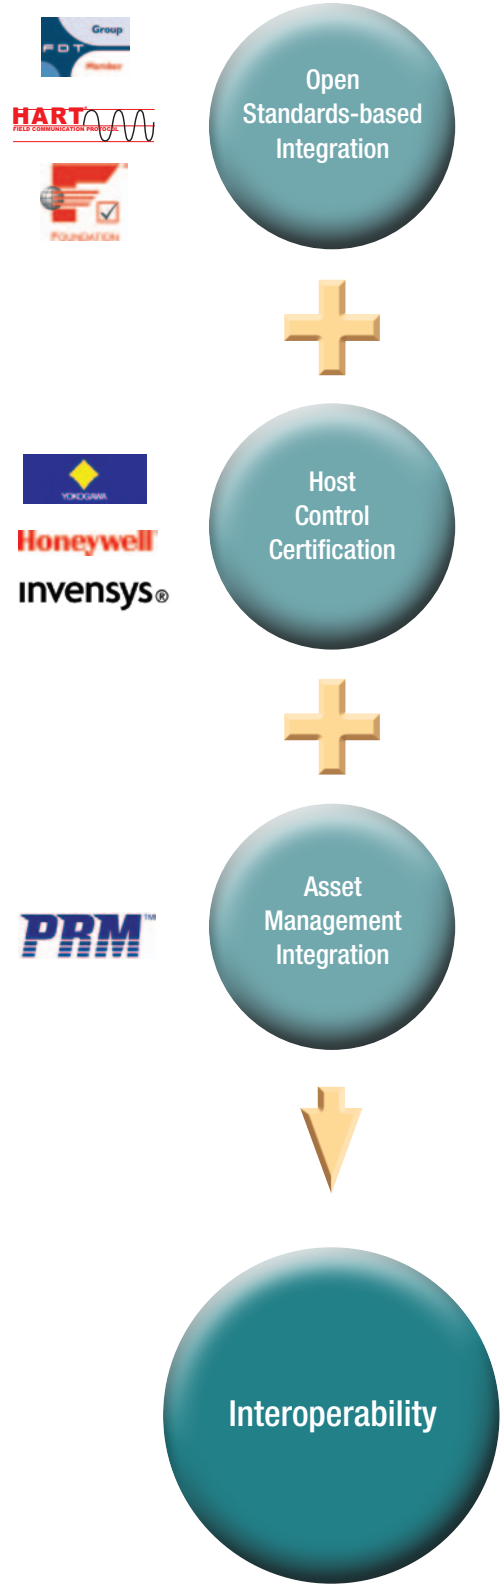 Group
FDT
Member
HART
FIELD COMMUNICATION PROTOCOL
FOUNDATION
Open
Standards-based
Integration
YOKOGAWA
Honeywell
invensys®
Host
Control
Certification
PRM™
Asset
Management
Integration
Interoperability